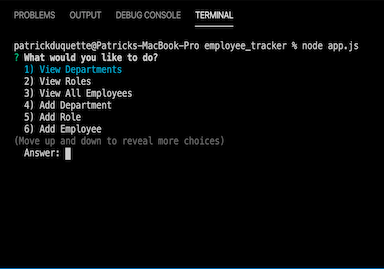 PROBLEMS OUTPUT DEBUG CONSOLE TERMINAL
patrickduquette@Patricks-MacBook-Pro employee_tracker % node app.js
? What would you like to do?
1) View Departments
2) View Roles
3) View All Employees
4) Add Department
5) Add Role
6) Add Employee
(Move up and down to reveal more choices)
Answer: